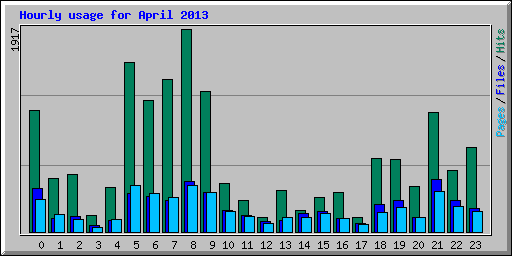 Hourly usage for April 2013
1917
Pages / Files / Hits
0 1 2 3 4 5 6 7 8 9 10 11 12 13 14 15 16 17 18 19 20 21 22 23